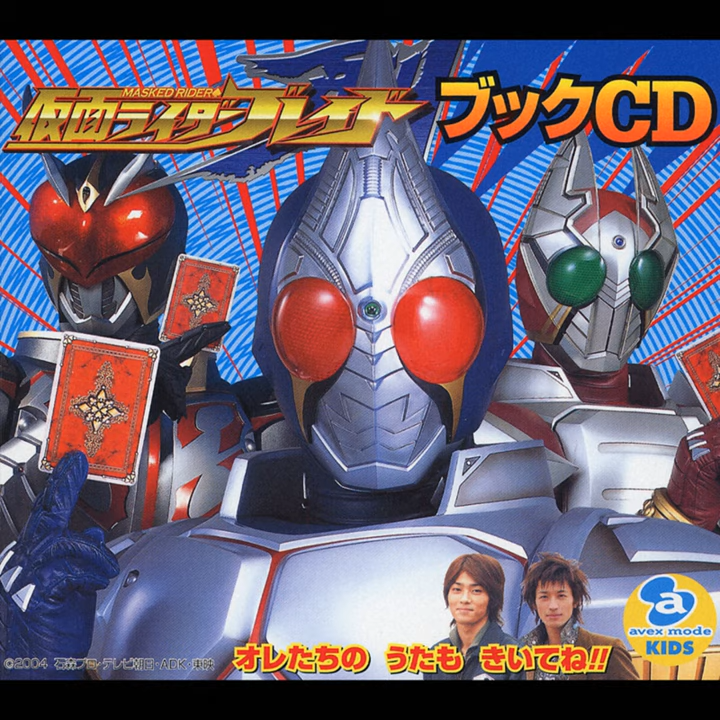 MASKED RIDER♠
仮面ライダーブレイド
ブックCD
a
avex mode
KIDS
©2004 石森プロ・テレビ朝日・ADK・東映
オレたちの うたも きいてね!!